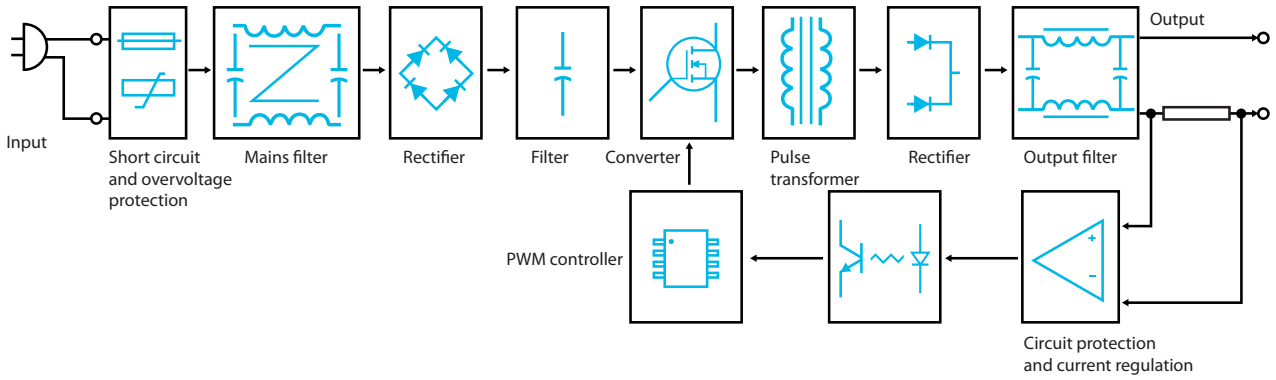 Output
Input
Short circuit
and overvoltage
protection
Mains filter
Rectifier
Filter
Converter
Pulse
transformer
Rectifier
Output filter
PWM controller
+
−
Circuit protection
and current regulation